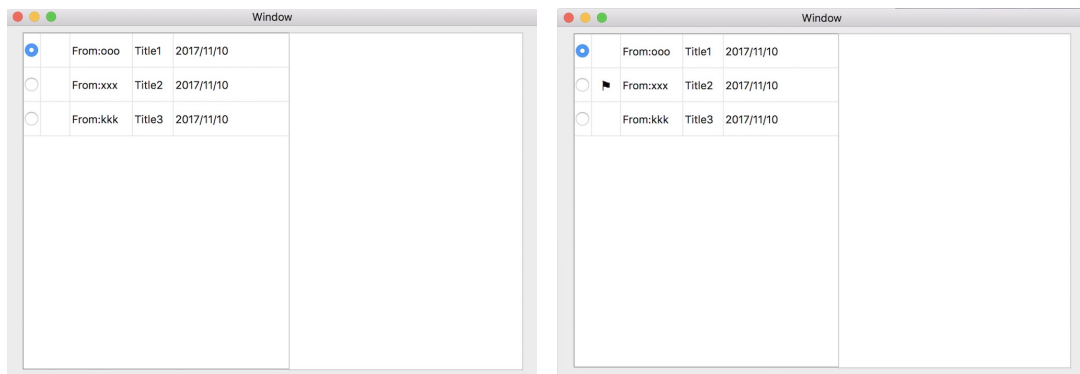 Window
From:ooo Title1 2017/11/10
From:xxx Title2 2017/11/10
From:kkk Title3 2017/11/10
Window
From:ooo Title1 2017/11/10
⚑ From:xxx Title2 2017/11/10
From:kkk Title3 2017/11/10